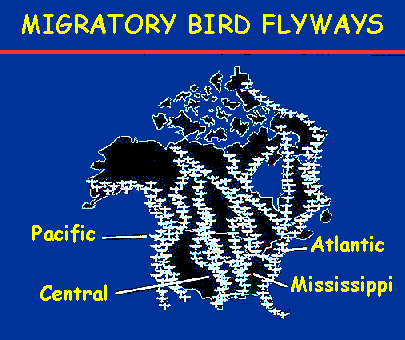 MIGRATORY BIRD FLYWAYS
Pacific
Atlantic
Central
Mississippi